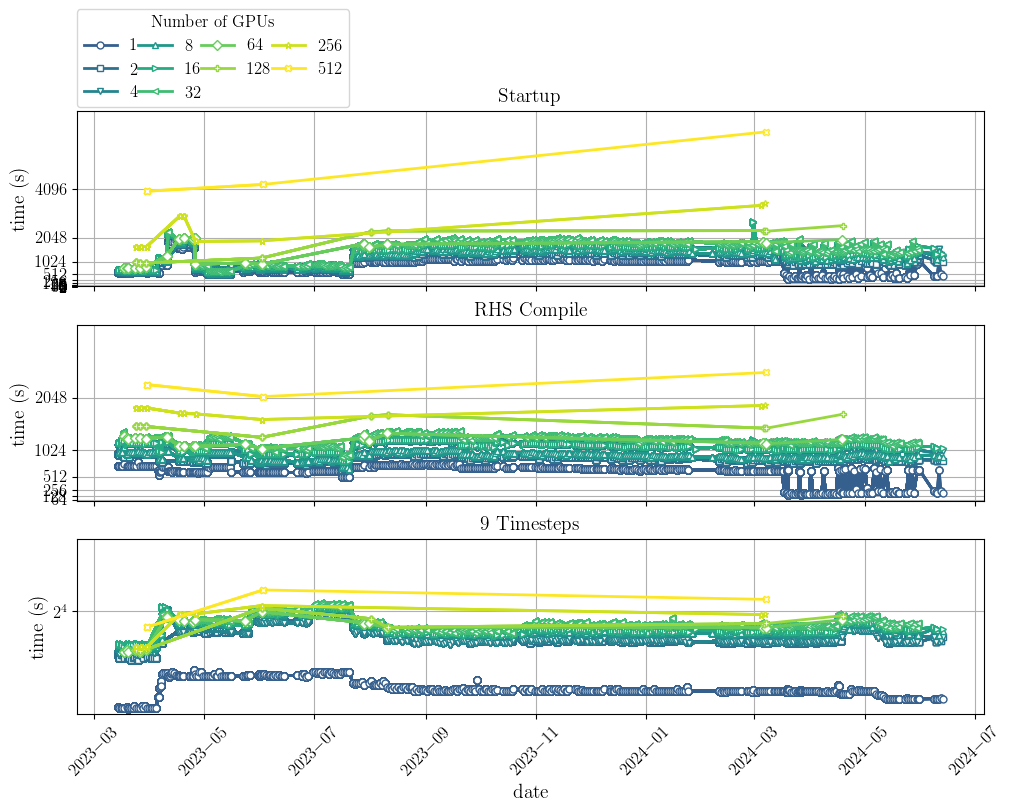 Number of GPUs
1 8 64 256
2 16 128 512
4 32
Startup
time (s)
4096
2048
1024
512
RHS Compile
time (s)
2048
1024
512
256
128
64
9 Timesteps
time (s)
2⁴
2023−03 2023−05 2023−07 2023−09 2023−11 2024−01 2024−03 2024−05 2024−07
date